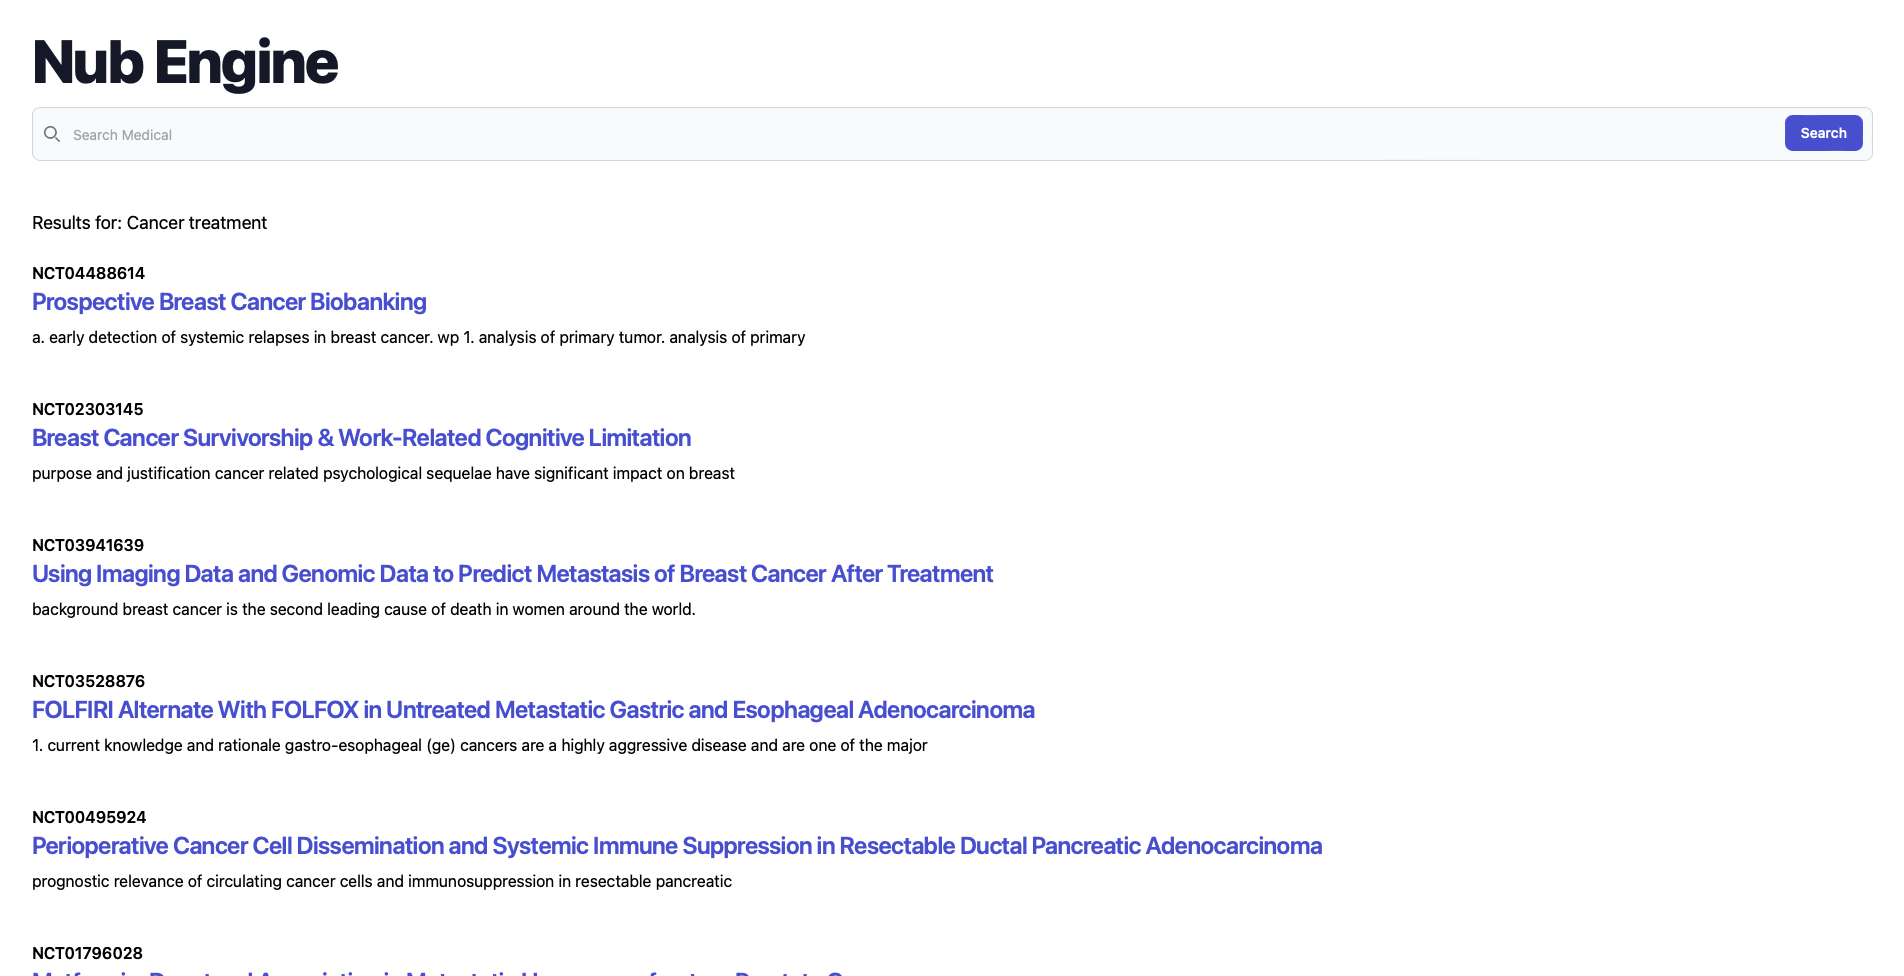 Nub Engine
Search Medical
Search
Results for: Cancer treatment
NCT04488614
Prospective Breast Cancer Biobanking
a. early detection of systemic relapses in breast cancer. wp 1. analysis of primary tumor. analysis of primary
NCT02303145
Breast Cancer Survivorship & Work-Related Cognitive Limitation
purpose and justification cancer related psychological sequelae have significant impact on breast
NCT03941639
Using Imaging Data and Genomic Data to Predict Metastasis of Breast Cancer After Treatment
background breast cancer is the second leading cause of death in women around the world.
NCT03528876
FOLFIRI Alternate With FOLFOX in Untreated Metastatic Gastric and Esophageal Adenocarcinoma
1. current knowledge and rationale gastro-esophageal (ge) cancers are a highly aggressive disease and are one of the major
NCT00495924
Perioperative Cancer Cell Dissemination and Systemic Immune Suppression in Resectable Ductal Pancreatic Adenocarcinoma
prognostic relevance of circulating cancer cells and immunosuppression in resectable pancreatic
NCT01796028